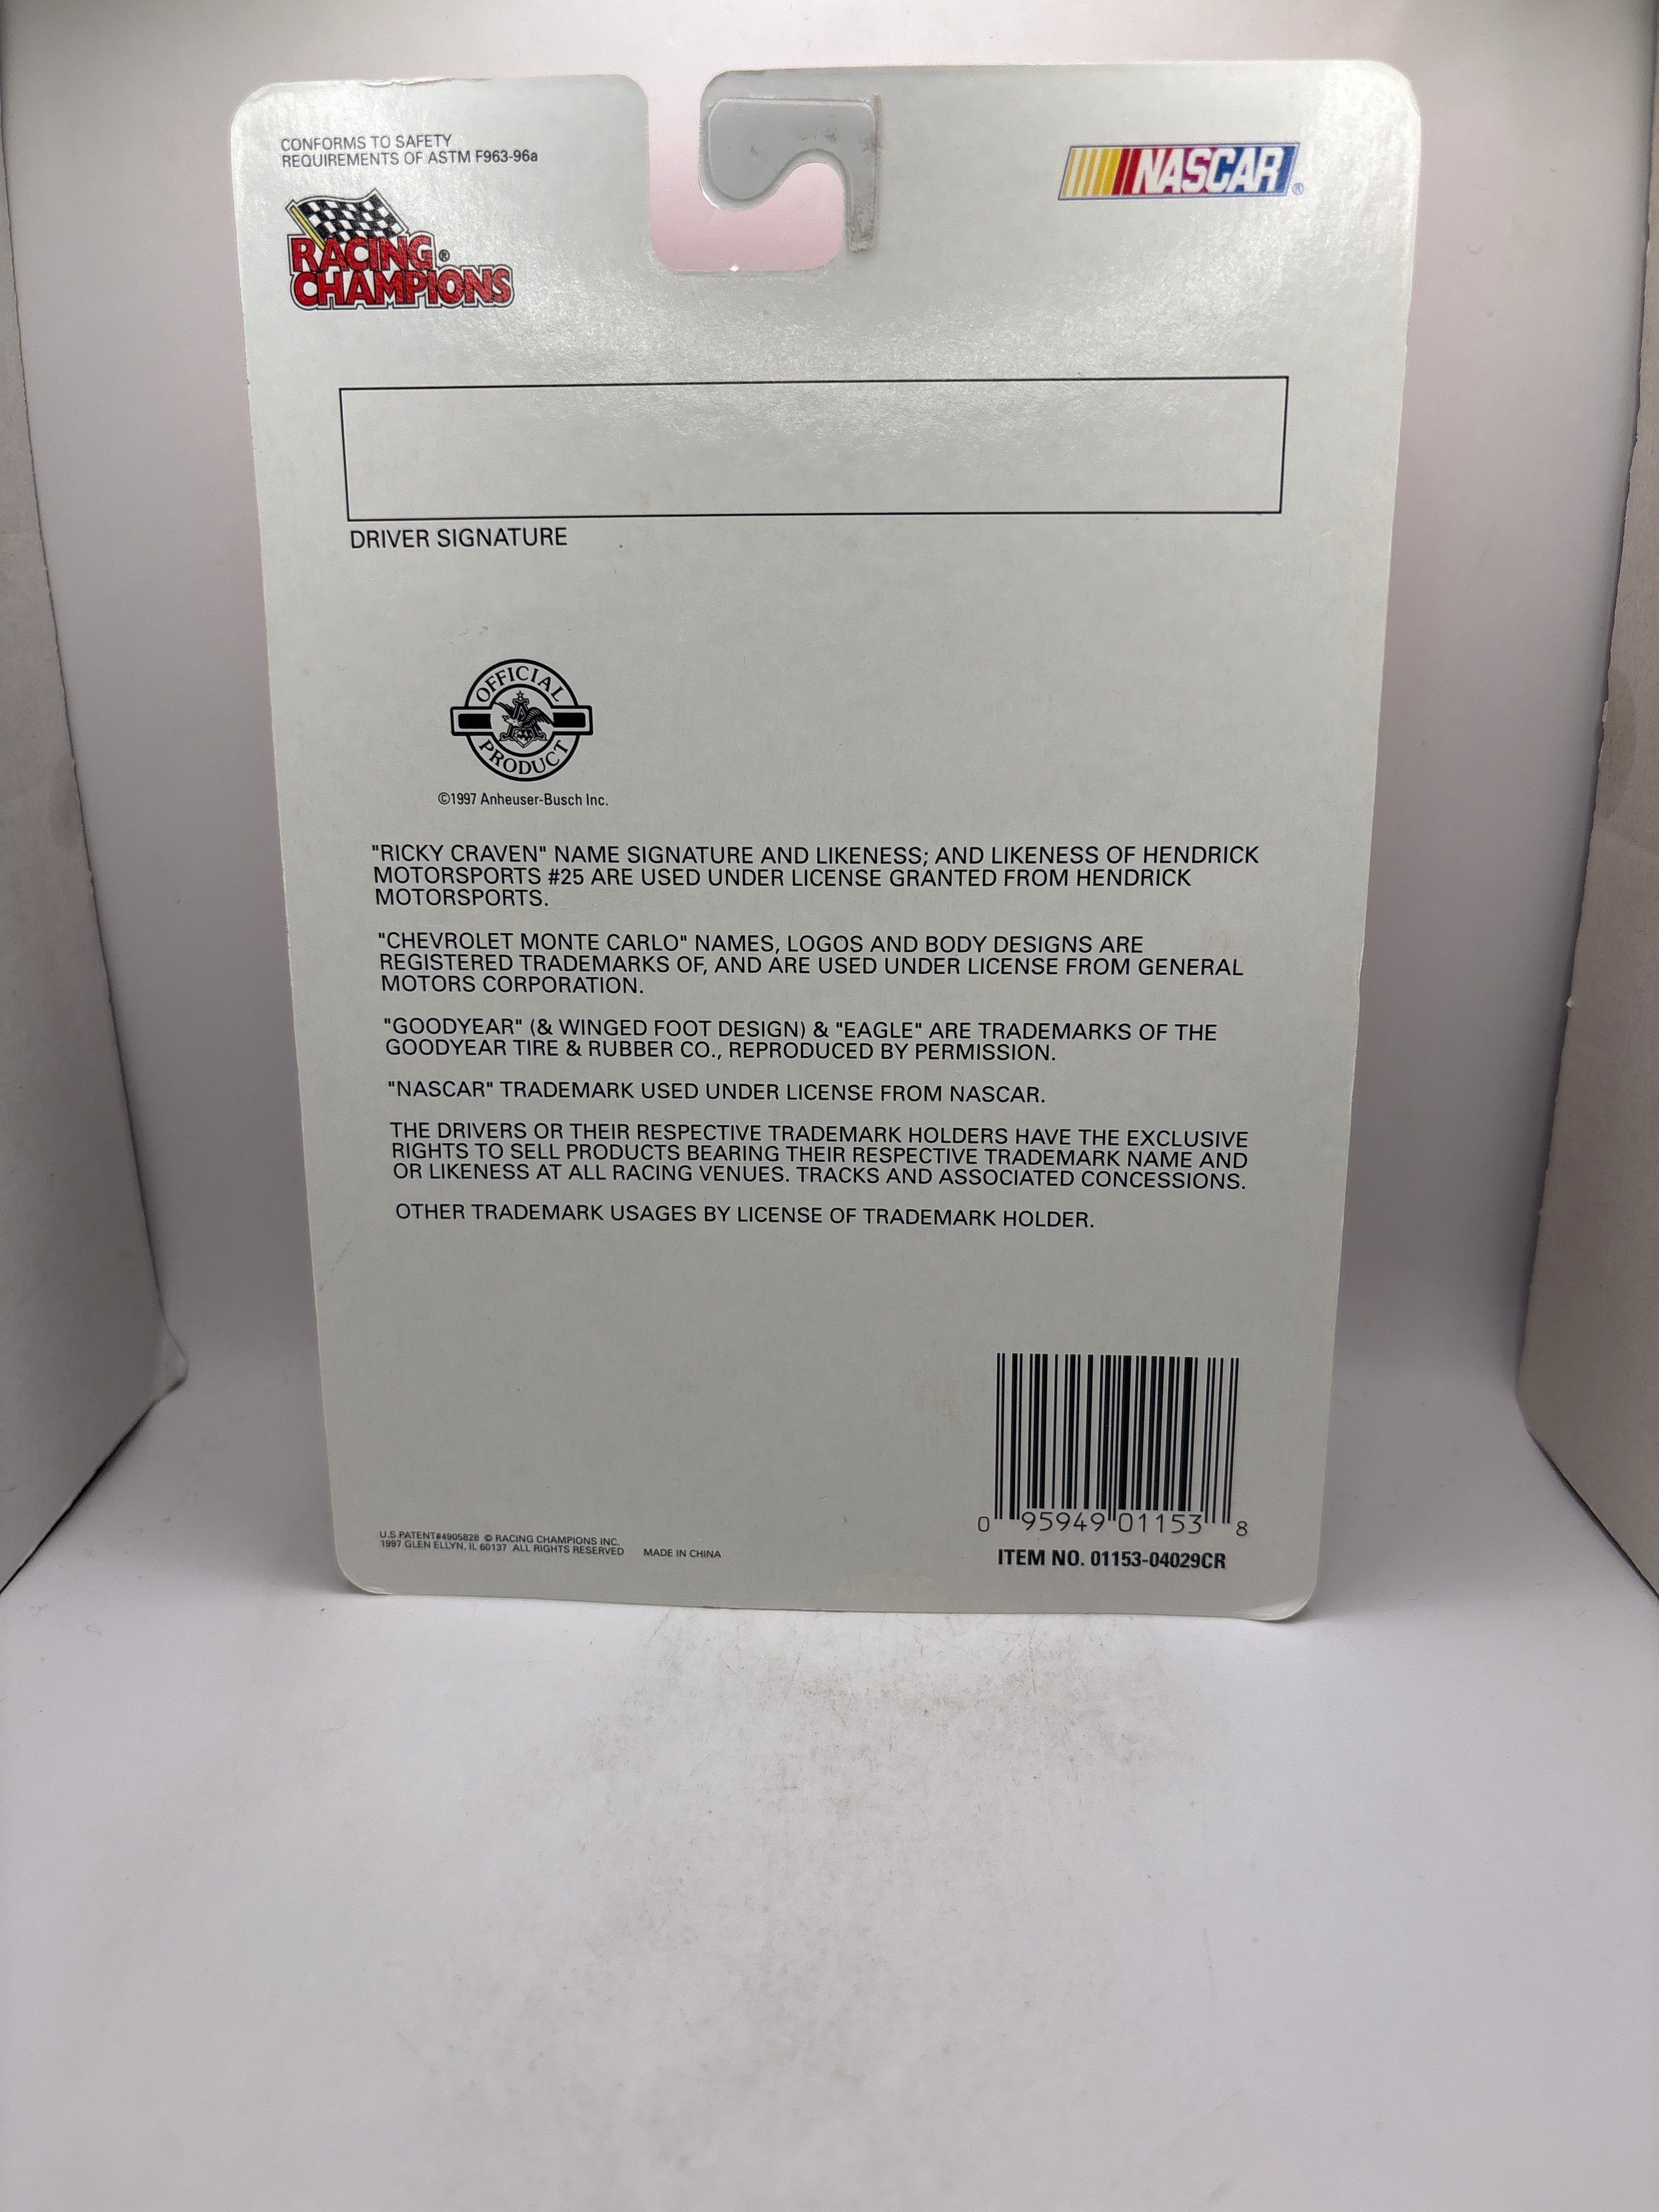 CONFORMS TO SAFETY
REQUIREMENTS OF ASTM F963-96a
NASCAR®
RACING®
CHAMPIONS
DRIVER SIGNATURE
OFFICIAL
A
PRODUCT
©1997 Anheuser-Busch Inc.
"RICKY CRAVEN" NAME SIGNATURE AND LIKENESS; AND LIKENESS OF HENDRICK
MOTORSPORTS #25 ARE USED UNDER LICENSE GRANTED FROM HENDRICK
MOTORSPORTS.
"CHEVROLET MONTE CARLO" NAMES, LOGOS AND BODY DESIGNS ARE
REGISTERED TRADEMARKS OF, AND ARE USED UNDER LICENSE FROM GENERAL
MOTORS CORPORATION.
"GOODYEAR" (& WINGED FOOT DESIGN) & "EAGLE" ARE TRADEMARKS OF THE
GOODYEAR TIRE & RUBBER CO., REPRODUCED BY PERMISSION.
"NASCAR" TRADEMARK USED UNDER LICENSE FROM NASCAR.
THE DRIVERS OR THEIR RESPECTIVE TRADEMARK HOLDERS HAVE THE EXCLUSIVE
RIGHTS TO SELL PRODUCTS BEARING THEIR RESPECTIVE TRADEMARK NAME AND
OR LIKENESS AT ALL RACING VENUES. TRACKS AND ASSOCIATED CONCESSIONS.
OTHER TRADEMARK USAGES BY LICENSE OF TRADEMARK HOLDER.
0 95949 01153 8
ITEM NO. 01153-04029CR
U.S PATENT#4905828 © RACING CHAMPIONS INC.
1997 GLEN ELLYN, IL 60137 ALL RIGHTS RESERVED MADE IN CHINA